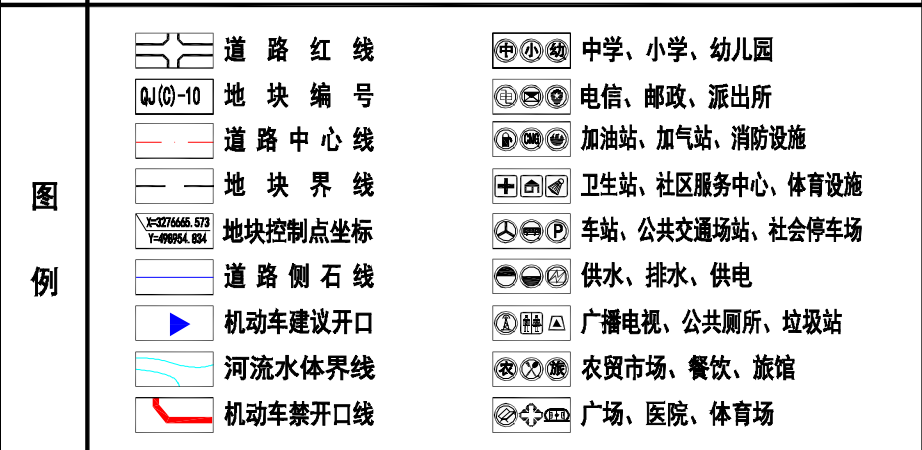 图例
道路红线
中 小 幼 中学、小学、幼儿园
QJ(C)-10 地块编号
电信、邮政、派出所
道路中心线
CNG 加油站、加气站、消防设施
地块界线
卫生站、社区服务中心、体育设施
X=3276665.573
Y=498954.834
地块控制点坐标
P 车站、公共交通场站、社会停车场
道路侧石线
供水、排水、供电
机动车建议开口
广播电视、公共厕所、垃圾站
河流水体界线
农 旅 农贸市场、餐饮、旅馆
机动车禁开口线
广场、医院、体育场